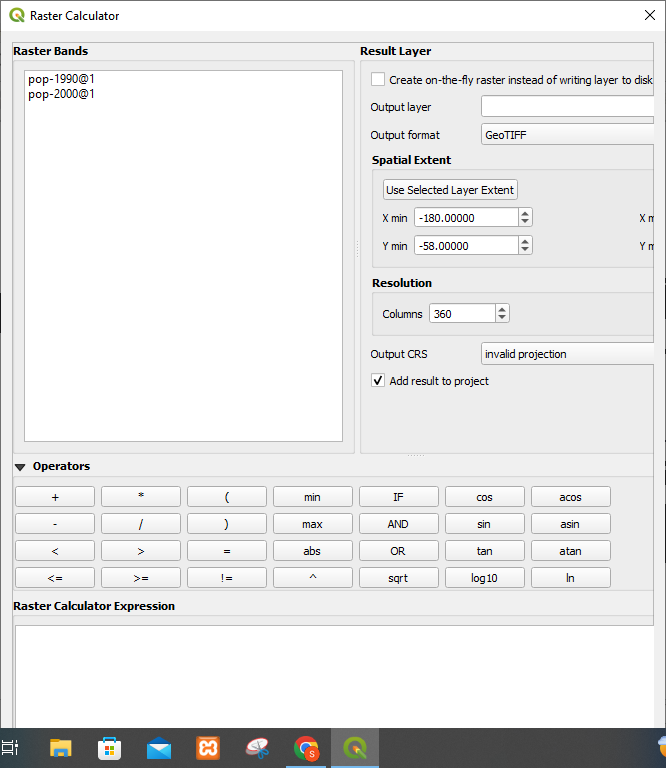 Raster Calculator
Raster Bands
pop-1990@1
pop-2000@1
Result Layer
Create on-the-fly raster instead of writing layer to disk
Output layer
Output format GeoTIFF
Spatial Extent
Use Selected Layer Extent
X min -180.00000 X m
Y min -58.00000 Y m
Resolution
Columns 360
Output CRS invalid projection
Add result to project
Operators
+ * ( min IF cos acos
- / ) max AND sin asin
< > = abs OR tan atan
<= >= != ^ sqrt log10 ln
Raster Calculator Expression
S